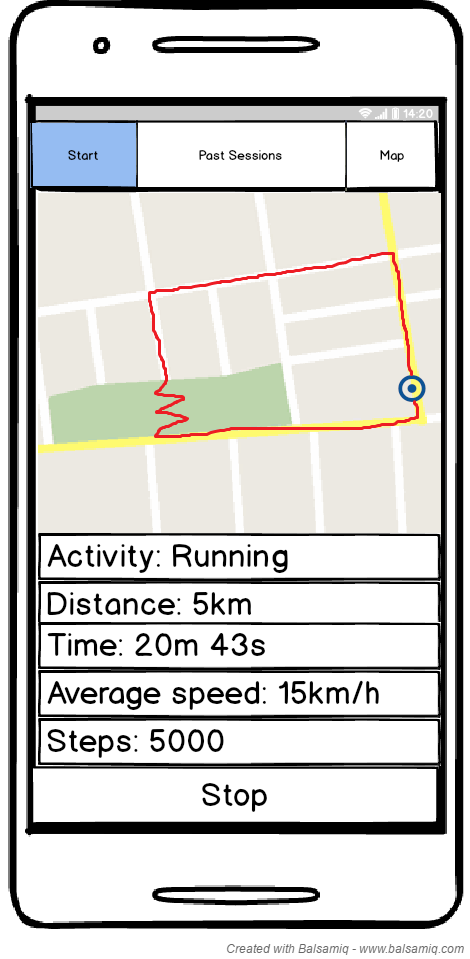 14:20
Start Past Sessions Map
Activity: Running
Distance: 5km
Time: 20m 43s
Average speed: 15km/h
Steps: 5000
Stop
Created with Balsamiq - www.balsamiq.com